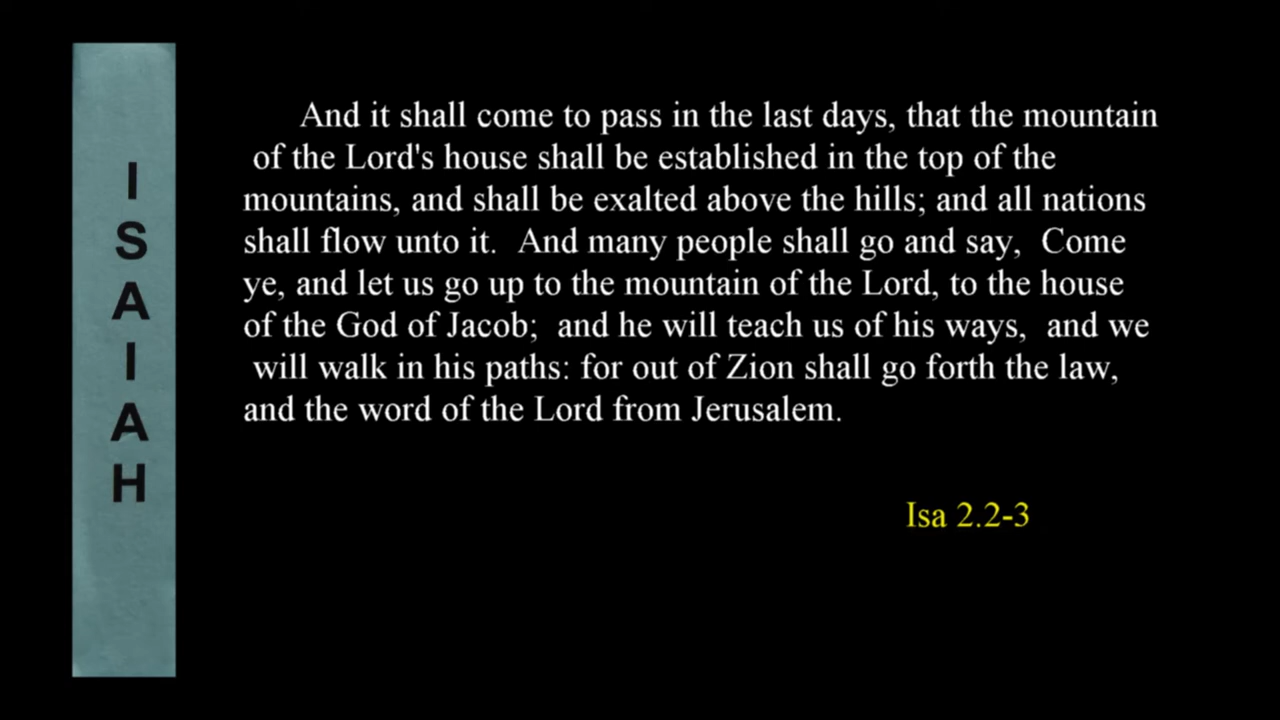 ISAIAH
And it shall come to pass in the last days, that the mountain
of the Lord's house shall be established in the top of the
mountains, and shall be exalted above the hills; and all nations
shall flow unto it. And many people shall go and say, Come
ye, and let us go up to the mountain of the Lord, to the house
of the God of Jacob; and he will teach us of his ways, and we
will walk in his paths: for out of Zion shall go forth the law,
and the word of the Lord from Jerusalem.
Isa 2.2-3